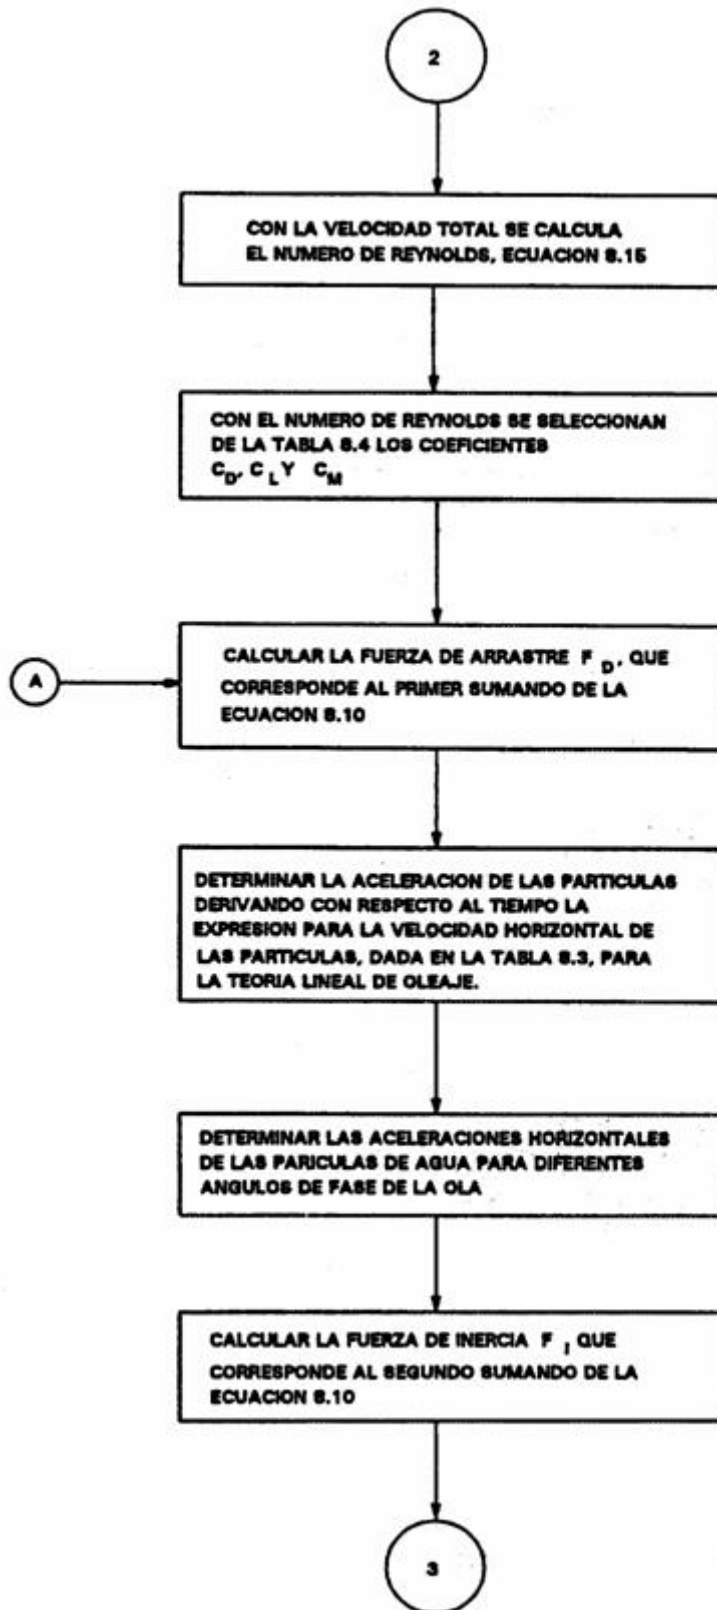 2
CON LA VELOCIDAD TOTAL SE CALCULA
EL NUMERO DE REYNOLDS, ECUACION 8.15
CON EL NUMERO DE REYNOLDS SE SELECCIONAN
DE LA TABLA 8.4 LOS COEFICIENTES
C_D, C_L Y C_M
A
CALCULAR LA FUERZA DE ARRASTRE F_D, QUE
CORRESPONDE AL PRIMER SUMANDO DE LA
ECUACION 8.10
DETERMINAR LA ACELERACION DE LAS PARTICULAS
DERIVANDO CON RESPECTO AL TIEMPO LA
EXPRESION PARA LA VELOCIDAD HORIZONTAL DE
LAS PARTICULAS, DADA EN LA TABLA 8.3, PARA
LA TEORIA LINEAL DE OLEAJE.
DETERMINAR LAS ACELERACIONES HORIZONTALES
DE LAS PARICULAS DE AGUA PARA DIFERENTES
ANGULOS DE FASE DE LA OLA
CALCULAR LA FUERZA DE INERCIA F_I QUE
CORRESPONDE AL SEGUNDO SUMANDO DE LA
ECUACION 8.10
3